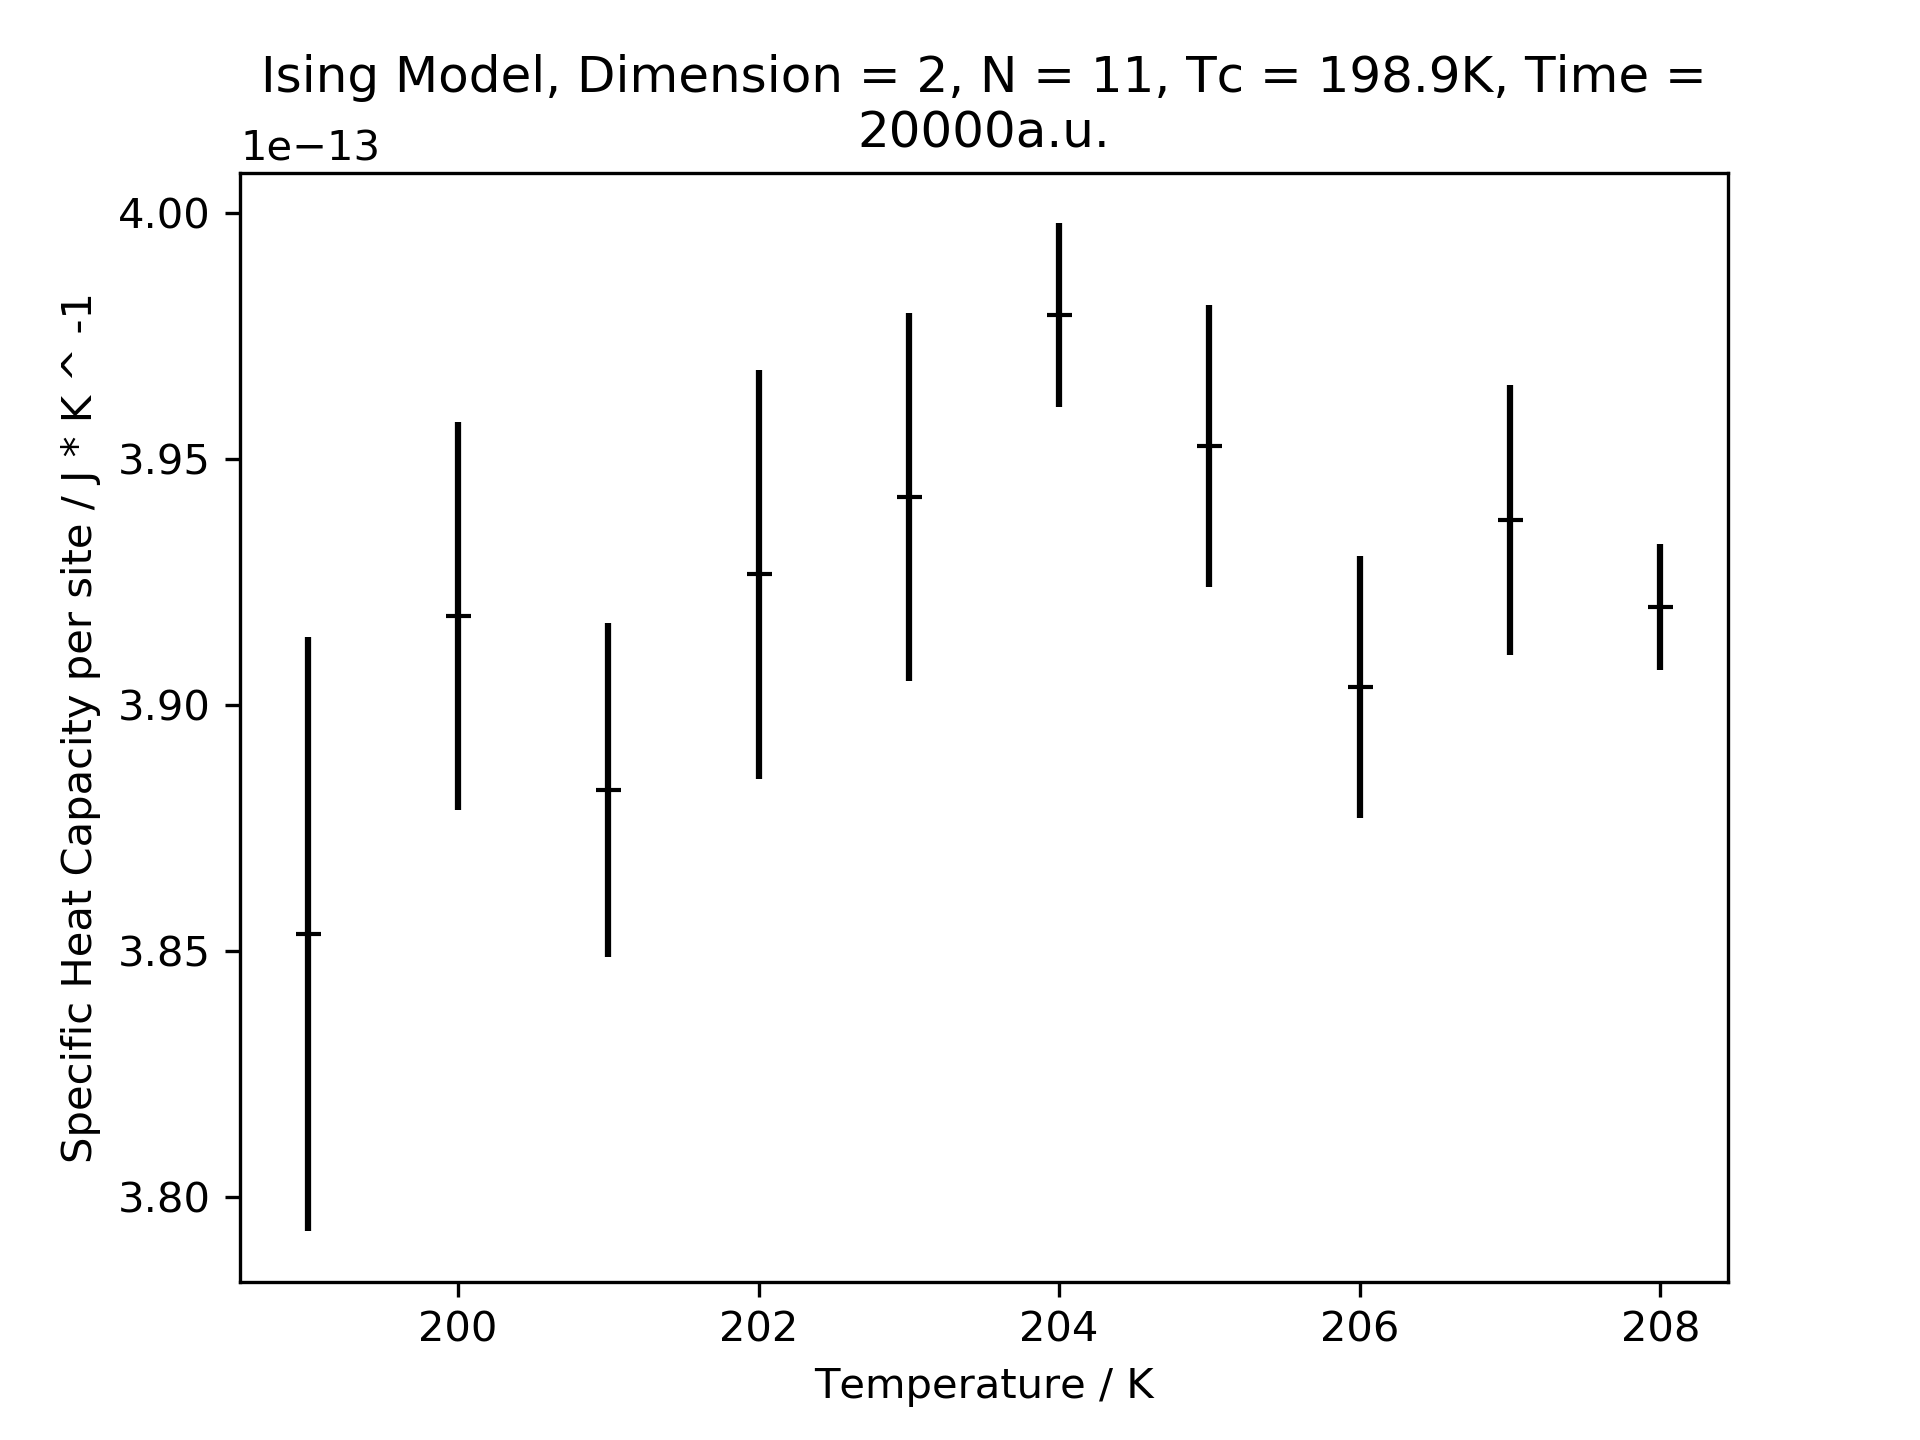 Ising Model, Dimension = 2, N = 11, Tc = 198.9K, Time =
20000a.u.
1e−13
4.00
3.95
3.90
3.85
3.80
Specific Heat Capacity per site / J * K ^ -1
200 202 204 206 208
Temperature / K